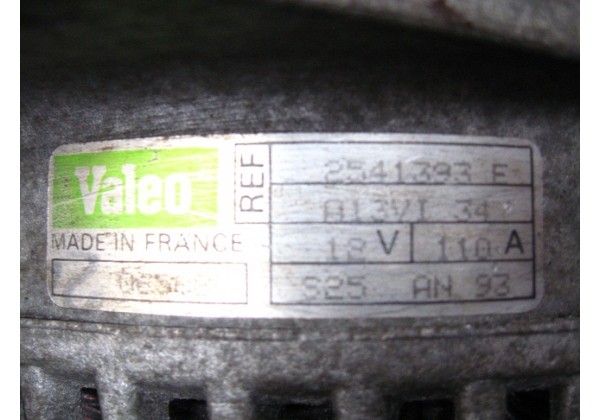 Valeo
MADE IN FRANCE
REF
2541393 E
A13VI 34
12 V 110 A
S25 AN 93